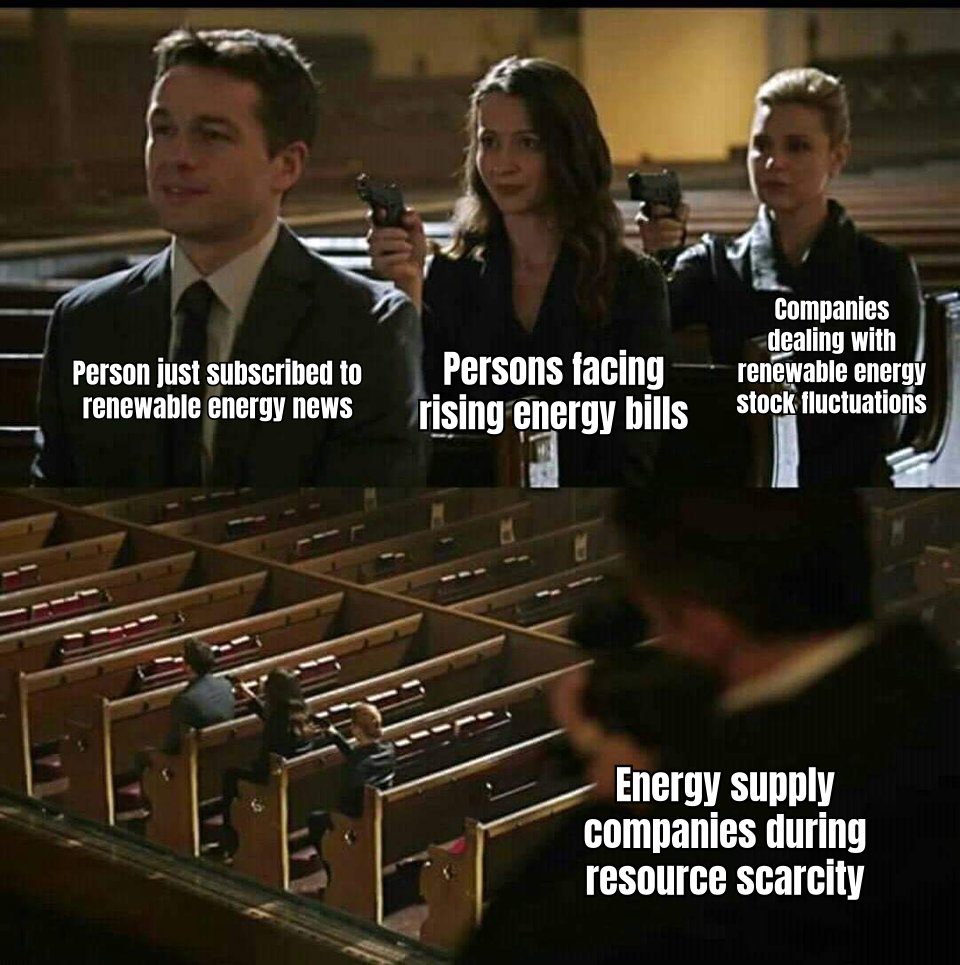 Person just subscribed to
renewable energy news
Persons facing
rising energy bills
Companies
dealing with
renewable energy
stock fluctuations
Energy supply
companies during
resource scarcity